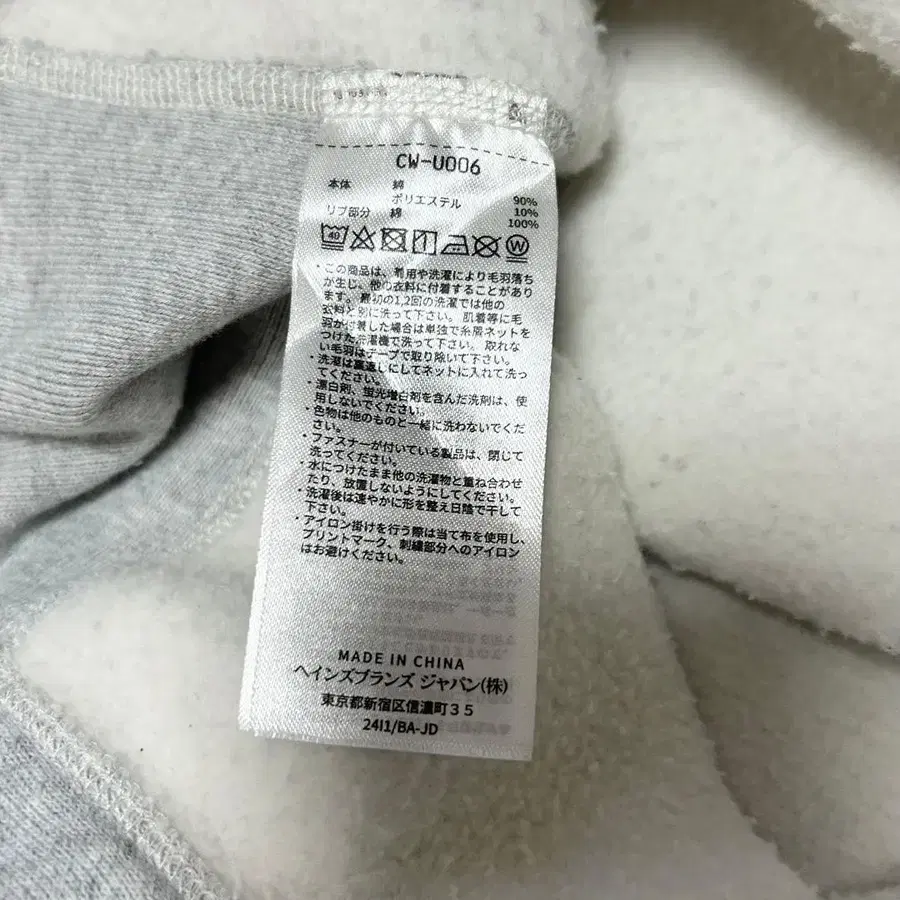 CW-U006
本体 綿 90%
ポリエステル 10%
リブ部分 綿 100%
40 W
・この商品は、着用や洗濯により毛羽落ち
が生じ、他の衣料に付着することがあり
ます。最初の1,2回の洗濯では他の
衣料と別に洗って下さい。肌着等に毛
羽が付着した場合は単独で糸屑ネットを
つけた洗濯機で洗って下さい。取れな
い毛羽はテープで取り除いて下さい。
・洗濯は裏返しにしてネットに入れて洗っ
てください。
・漂白剤、蛍光増白剤を含んだ洗剤は、使
用しないでください。
・色物は他のものと一緒に洗わないでくだ
さい。
・ファスナーが付いている製品は、閉じて
洗ってください。
・水につけたまま他の洗濯物と重ね合わせ
たり、放置しないようにしてください。
・洗濯後は速やかに形を整え日陰で干して
下さい。
・アイロン掛けを行う際は当て布を使用し、
プリントマーク、刺繍部分へのアイロン
はお避けください。
MADE IN CHINA
ヘインズブランズ ジャパン(株)
東京都新宿区信濃町35
24I1/BA-JD